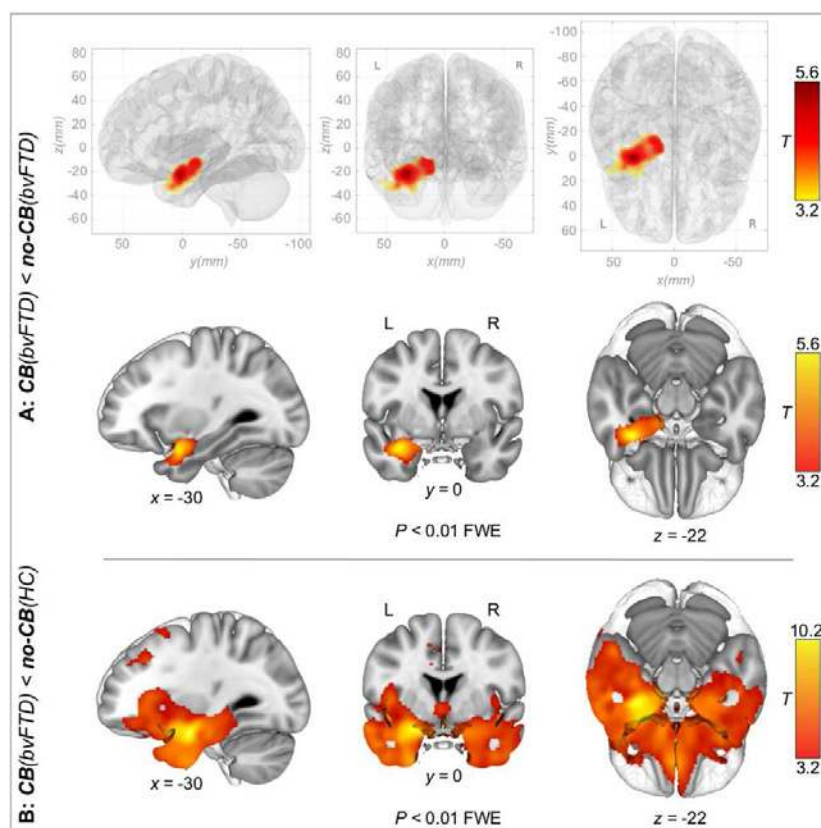 A: CB(bvFTD) < no-CB(bvFTD)
80
60
40
20
0
-20
-40
-60
z(mm)
50 0 -50 -100
y(mm)
L R
80
60
40
20
0
-20
-40
-60
z(mm)
50 0 -50
x(mm)
-100
-80
-60
-40
-20
0
20
40
60
y(mm)
L R
50 0 -50
x(mm)
5.6
T
3.2
x = -30
L R
y = 0
P < 0.01 FWE
z = -22
5.6
T
3.2
B: CB(bvFTD) < no-CB(HC)
x = -30
L R
y = 0
P < 0.01 FWE
z = -22
10.2
T
3.2